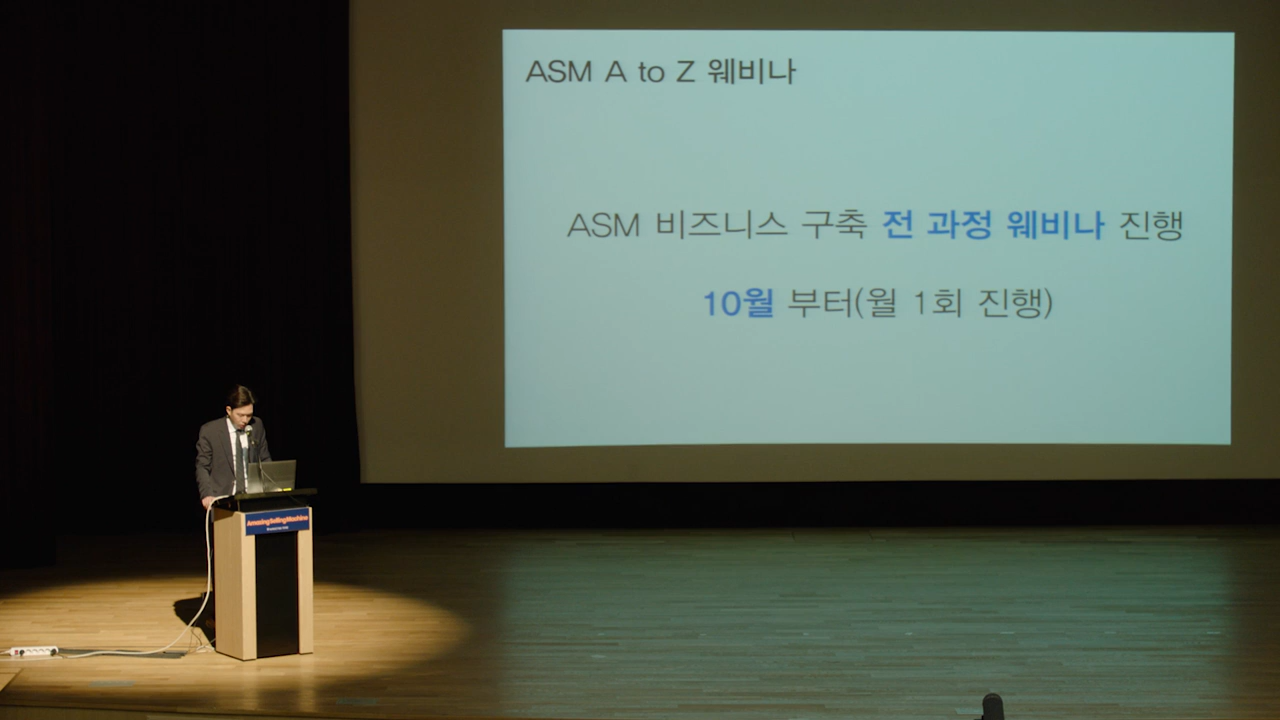 ASM A to Z 웨비나
ASM 비즈니스 구축 전 과정 웨비나 진행
10월 부터(월 1회 진행)
AmazingSellingMachine